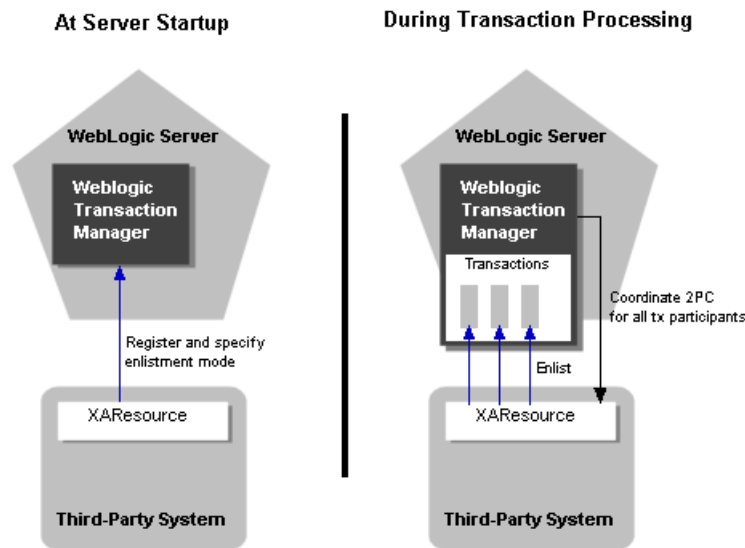 At Server Startup
WebLogic Server
Weblogic
Transaction
Manager
Register and specify
enlistment mode
XAResource
Third-Party System
During Transaction Processing
WebLogic Server
Weblogic
Transaction
Manager
Transactions
Coordinate 2PC
for all tx participants
Enlist
XAResource
Third-Party System